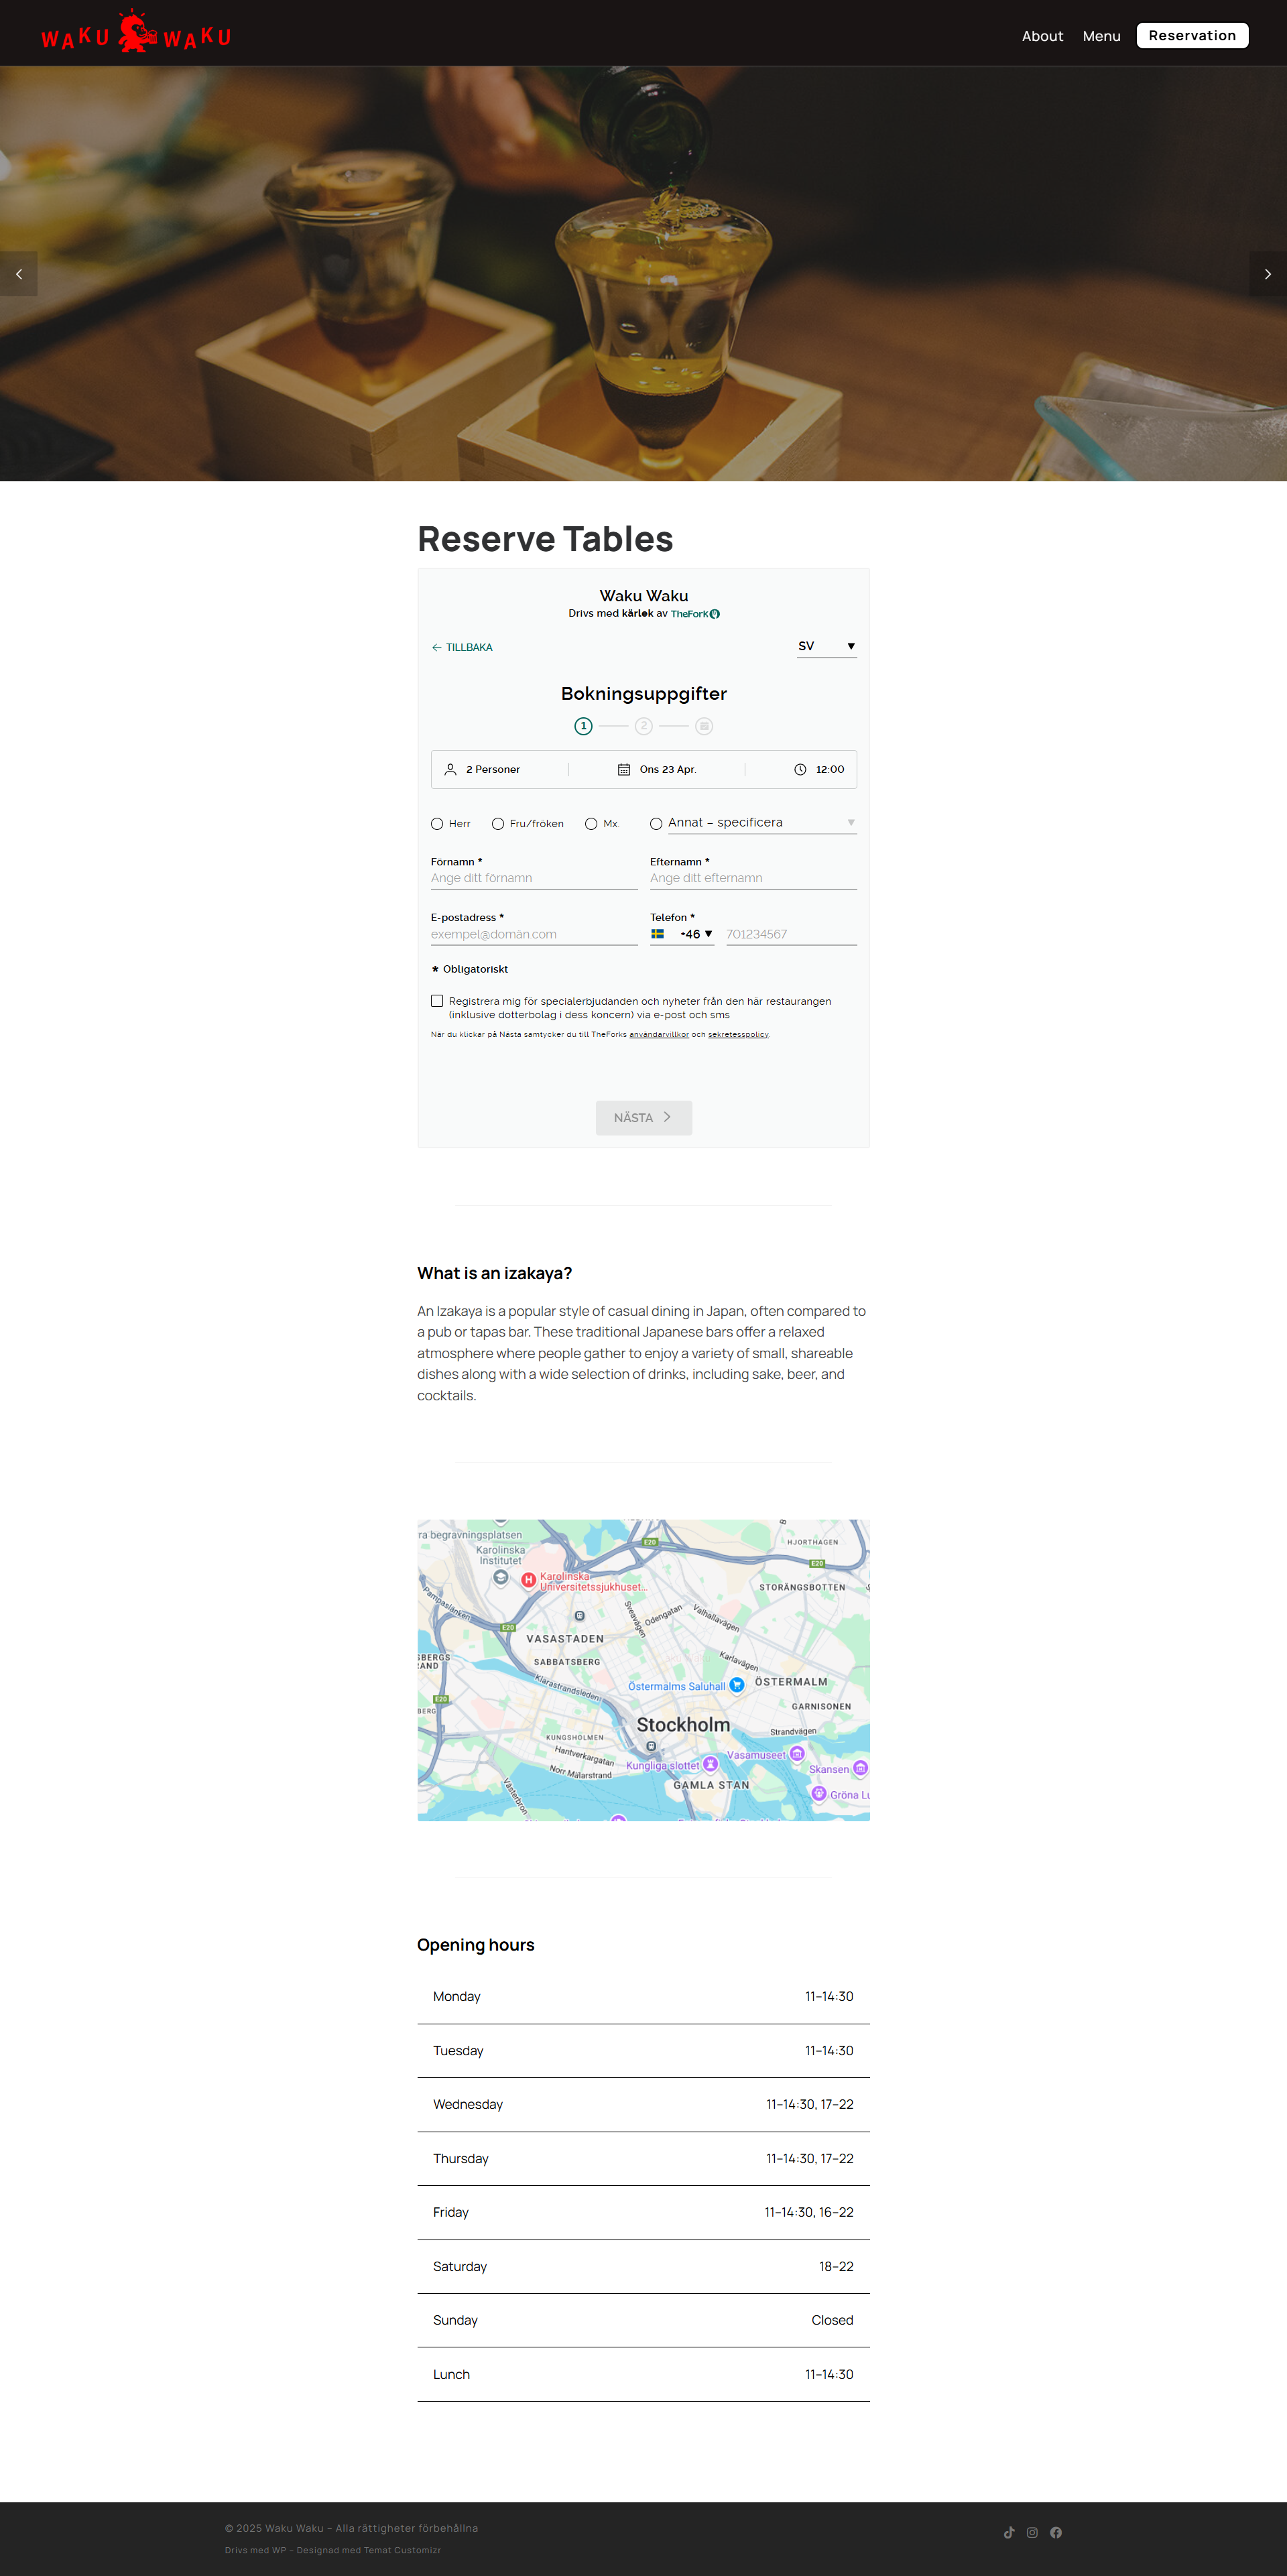 WAKU WAKU
About Menu Reservation
Reserve Tables
Waku Waku
Drivs med kärlek av TheFork
← TILLBAKA
SV
Bokningsuppgifter
1 2
2 Personer Ons 23 Apr. 12:00
Herr Fru/fröken Mx. Annat – specificera
Förnamn * Efternamn *
Ange ditt förnamn Ange ditt efternamn
E-postadress * Telefon *
exempel@domän.com +46 701234567
* Obligatoriskt
Registrera mig för specialerbjudanden och nyheter från den här restaurangen
(inklusive dotterbolag i dess koncern) via e-post och sms
När du klickar på Nästa samtycker du till TheForks användarvillkor och sekretesspolicy.
NÄSTA
What is an izakaya?
An Izakaya is a popular style of casual dining in Japan, often compared to
a pub or tapas bar. These traditional Japanese bars offer a relaxed
atmosphere where people gather to enjoy a variety of small, shareable
dishes along with a wide selection of drinks, including sake, beer, and
cocktails.
ra begravningsplatsen
E20
HJORTHAGEN
Karolinska
Institutet
E20
H
Karolinska
Universitetssjukhuset...
STORÄNGSBOTTEN
Pampaslänken
Sveavägen
Odengatan
Valhallavägen
E20
VASASTADEN
SABBATSBERG
Karlavägen
SBERGS
RAND
Klarastrandsleden
Östermalms Saluhall
ÖSTERMALM
E20
GARNISONEN
BERG
Stockholm
Strandvägen
KUNGSHOLMEN
Hantverkargatan
Vasamuseet
Kungliga slottet
Skansen
Norr Mälarstrand
GAMLA STAN
Västerbron
Gröna Lu
Opening hours
Monday 11–14:30
Tuesday 11–14:30
Wednesday 11–14:30, 17–22
Thursday 11–14:30, 17–22
Friday 11–14:30, 16–22
Saturday 18–22
Sunday Closed
Lunch 11–14:30
© 2025 Waku Waku – Alla rättigheter förbehållna
Drivs med WP – Designad med Temat Customizr